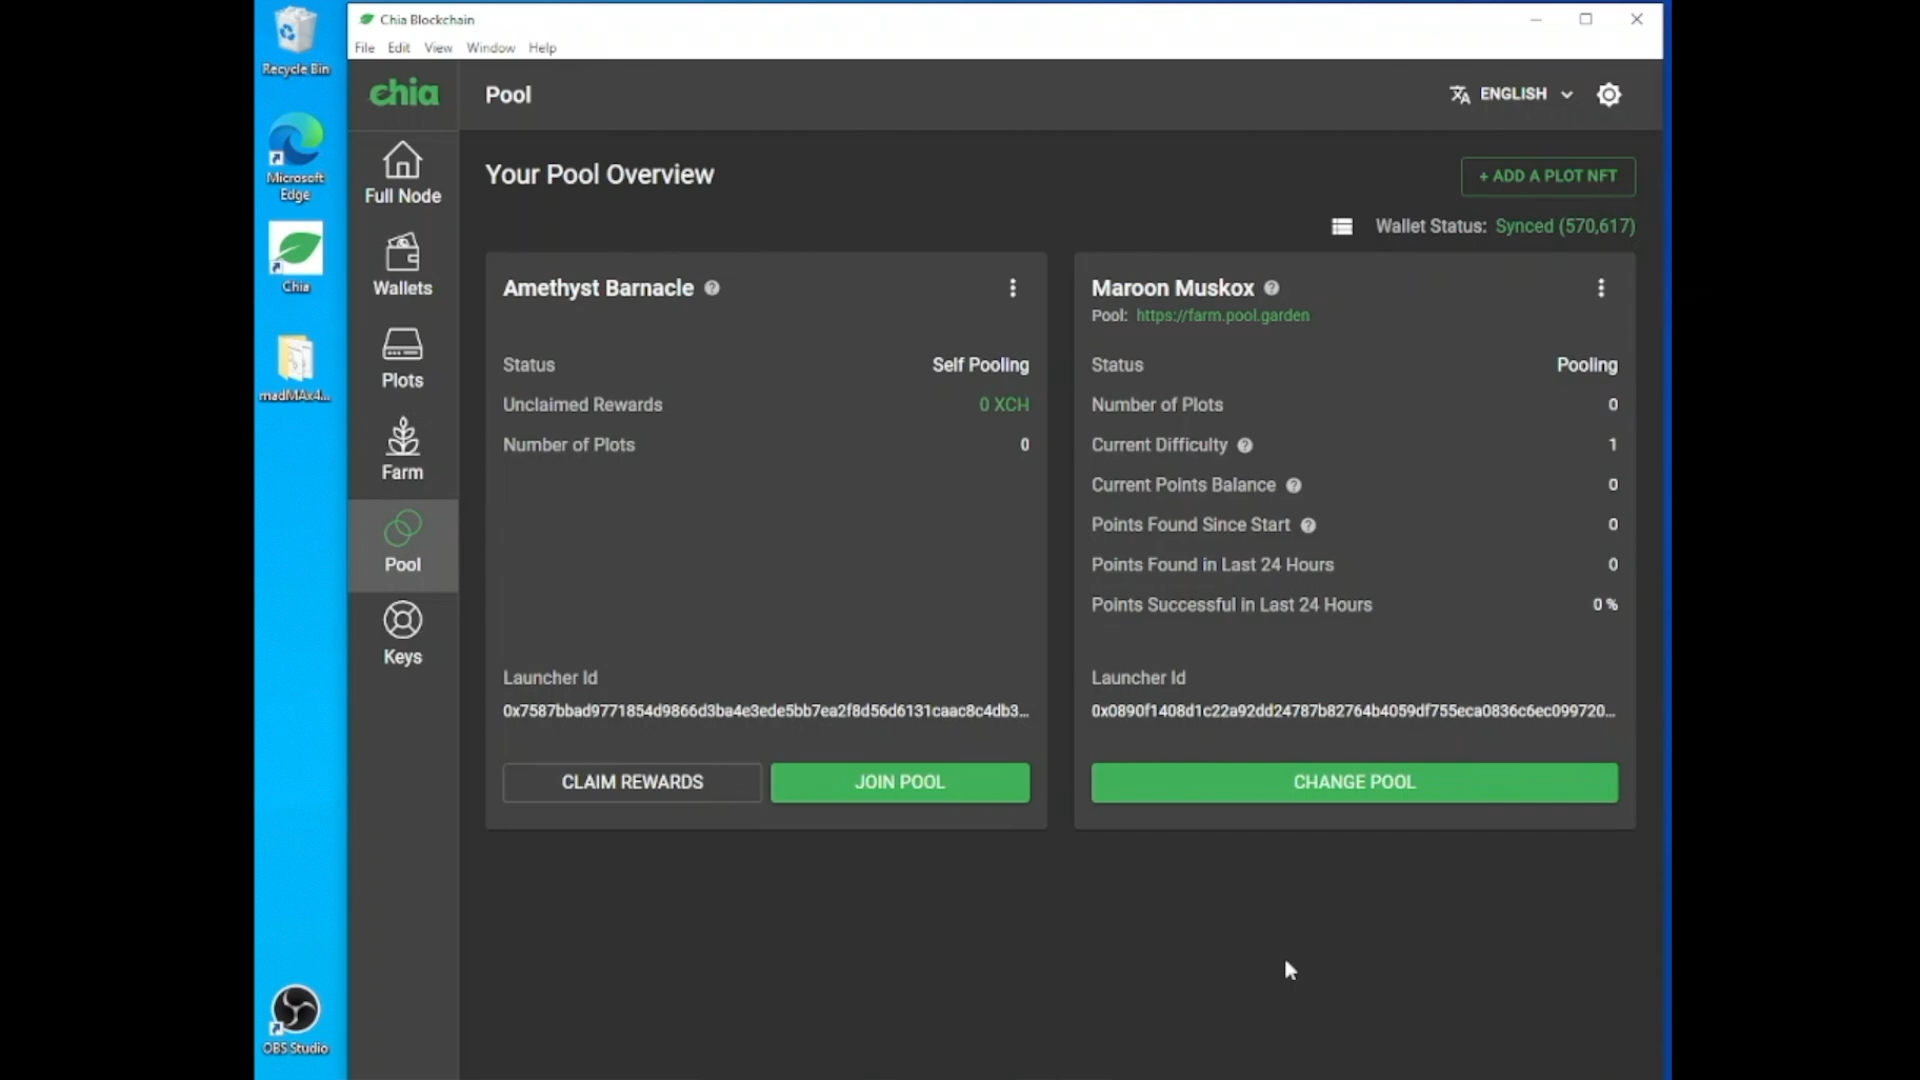 Chia Blockchain
File Edit View Window Help
Recycle Bin
Microsoft
Edge
Chia
madMAx4...
OBS Studio
chia
Full Node
Wallets
Plots
Farm
Pool
Keys
Pool
ENGLISH
Your Pool Overview
+ ADD A PLOT NFT
Wallet Status: Synced (570,617)
Amethyst Barnacle
Status Self Pooling
Unclaimed Rewards 0 XCH
Number of Plots 0
Launcher Id
0x7587bbad9771854d9866d3ba4e3ede5bb7ea2f8d56d6131caac8c4db3...
CLAIM REWARDS JOIN POOL
Maroon Muskox
Pool: https://farm.pool.garden
Status Pooling
Number of Plots 0
Current Difficulty 1
Current Points Balance 0
Points Found Since Start 0
Points Found in Last 24 Hours 0
Points Successful in Last 24 Hours 0 %
Launcher Id
0x0890f1408d1c22a92dd24787b82764b4059df755eca0836c6ec099720...
CHANGE POOL